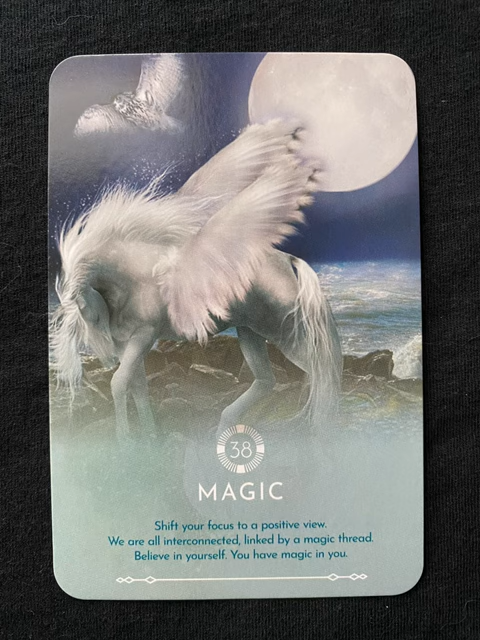 38
MAGIC
Shift your focus to a positive view.
We are all interconnected, linked by a magic thread.
Believe in yourself. You have magic in you.